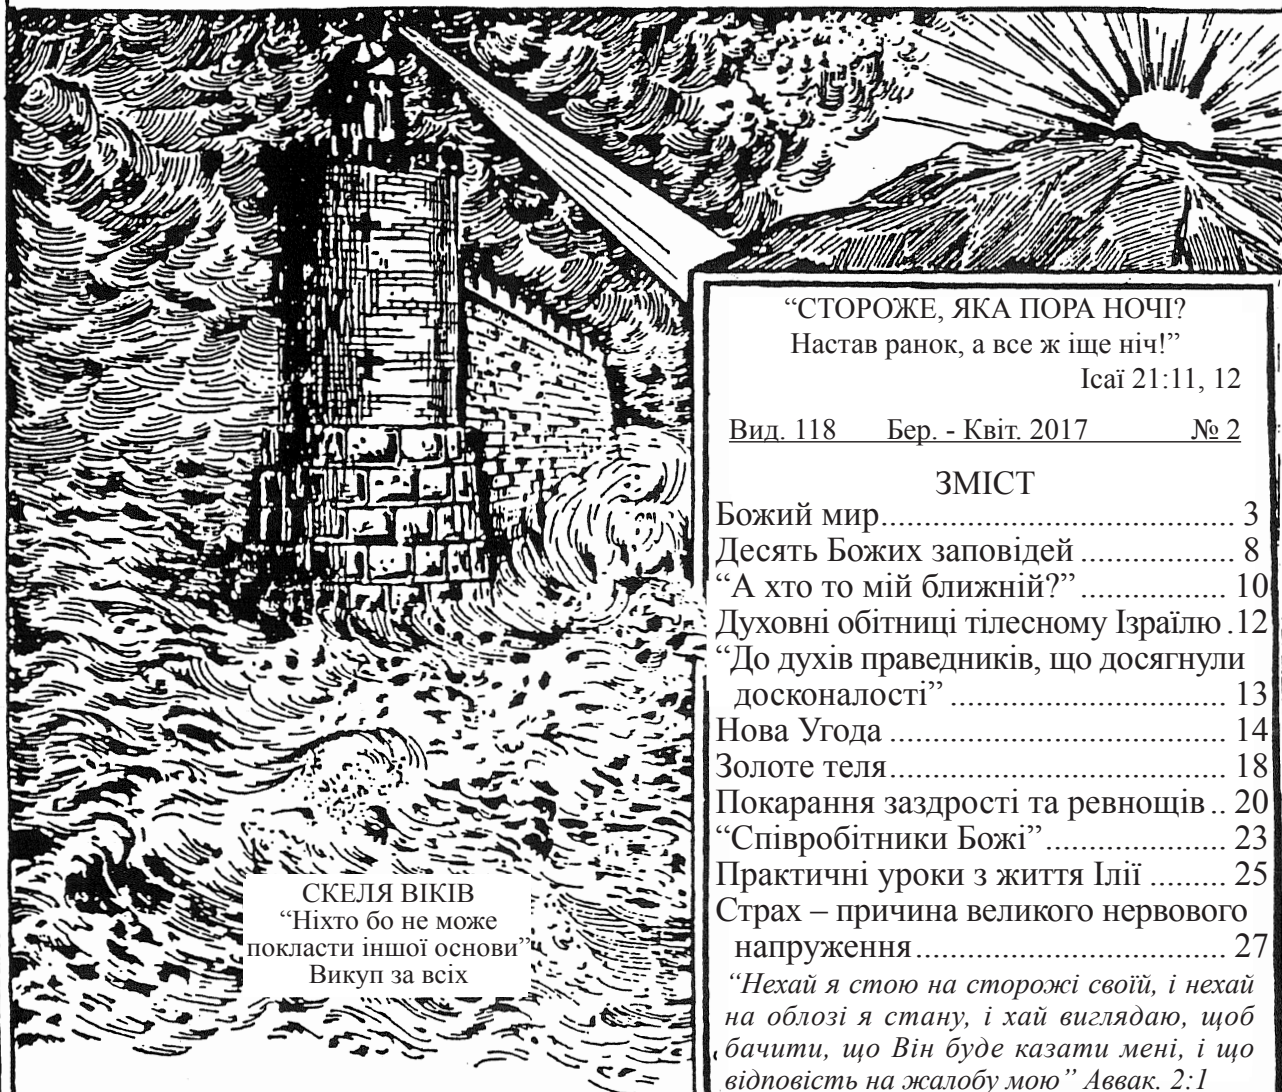 “СТОРОЖЕ, ЯКА ПОРА НОЧІ?
Настав ранок, а все ж іще ніч!”
Ісаї 21:11, 12
Вид. 118 Бер. - Квіт. 2017 № 2
ЗМІСТ
Божий мир.................................... 3
Десять Божих заповідей ................ 8
“А хто то мій ближній?” ................ 10
Духовні обітниці тілесному Ізраїлю .12
“До духів праведників, що досягнули
досконалості” ............................. 13
Нова Угода ................................... 14
Золоте теля................................... 18
Покарання заздрості та ревнощів .. 20
“Співробітники Божі”................... 23
Практичні уроки з життя Ілії ......... 25
Страх – причина великого нервового
напруження................................. 27
“Нехай я стою на сторожі своїй, і нехай
на облозі я стану, і хай виглядаю, щоб
бачити, що Він буде казати мені, і що
відповість на жалобу мою” Аввак. 2:1
СКЕЛЯ ВІКІВ
“Ніхто бо не може
покласти іншої основи”
Викуп за всіх